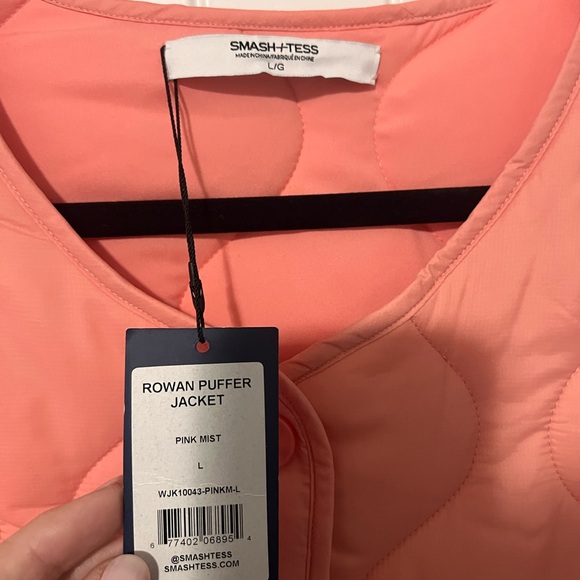 SMASH+TESS
MADE IN CHINA/FABRIQUÉ EN CHINE
L/G
ROWAN PUFFER
JACKET
PINK MIST
L
WJK10043-PINKM-L
6 77402 06895 4
@SMASHTESS
SMASHTESS.COM